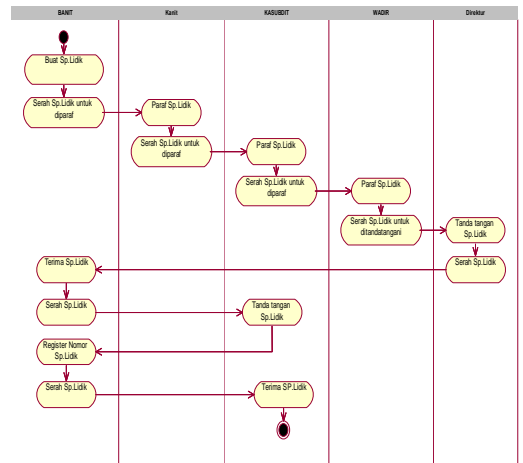 BANIT Kanit KASUBDIT WADIR Direktur
Buat Sp.Lidik
Serah Sp.Lidik untuk
diparaf
Paraf Sp.Lidik
Serah Sp.Lidik untuk
diparaf
Paraf Sp.Lidik
Serah Sp.Lidik untuk
diparaf
Paraf Sp.Lidik
Serah Sp.Lidik untuk
ditandatangani
Tanda tangan
Sp.Lidik
Serah Sp.Lidik
Terima Sp.Lidik
Serah Sp.Lidik
Tanda tangan
Sp.Lidik
Register Nomor
Sp.Lidik
Serah Sp.Lidik
Terima SP.Lidik